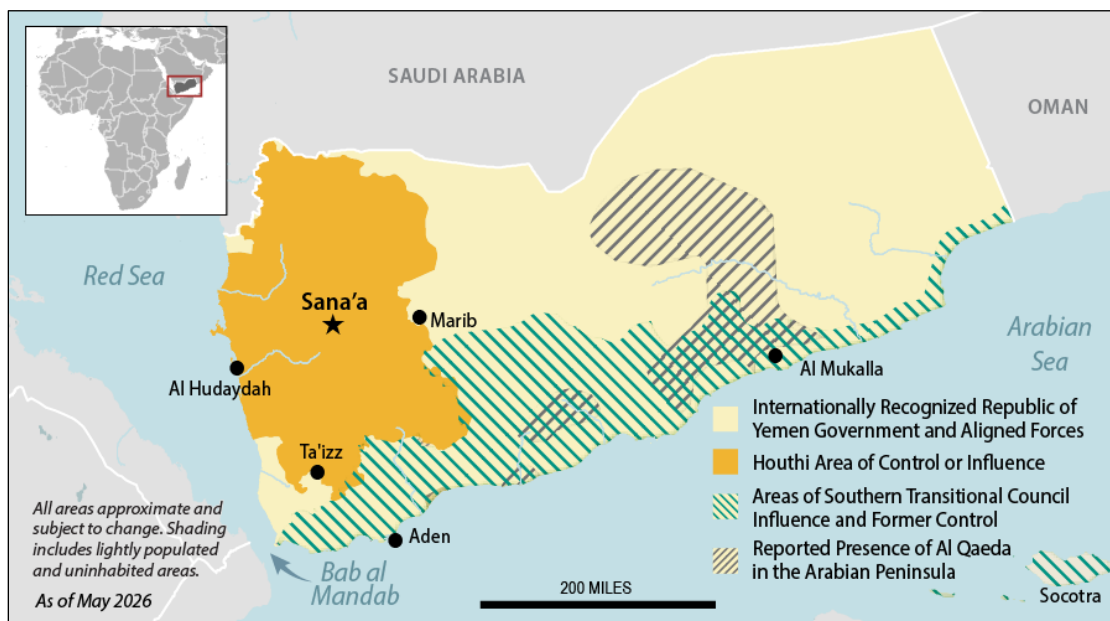 SAUDI ARABIA
OMAN
Red Sea
Sana'a
Marib
Al Hudaydah
Ta'izz
Aden
Al Mukalla
Arabian
Sea
Bab al
Mandab
Internationally Recognized Republic of
Yemen Government and Aligned Forces
Houthi Area of Control or Influence
Areas of Southern Transitional Council
Influence and Former Control
Reported Presence of Al Qaeda
in the Arabian Peninsula
All areas approximate and
subject to change. Shading
includes lightly populated
and uninhabited areas.
As of May 2026
200 MILES
Socotra